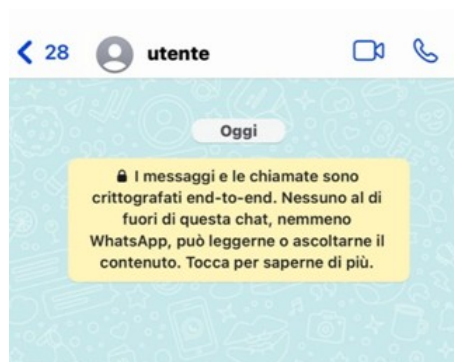 28 utente
Oggi
I messaggi e le chiamate sono
crittografati end-to-end. Nessuno al di
fuori di questa chat, nemmeno
WhatsApp, può leggerne o ascoltarne il
contenuto. Tocca per saperne di più.